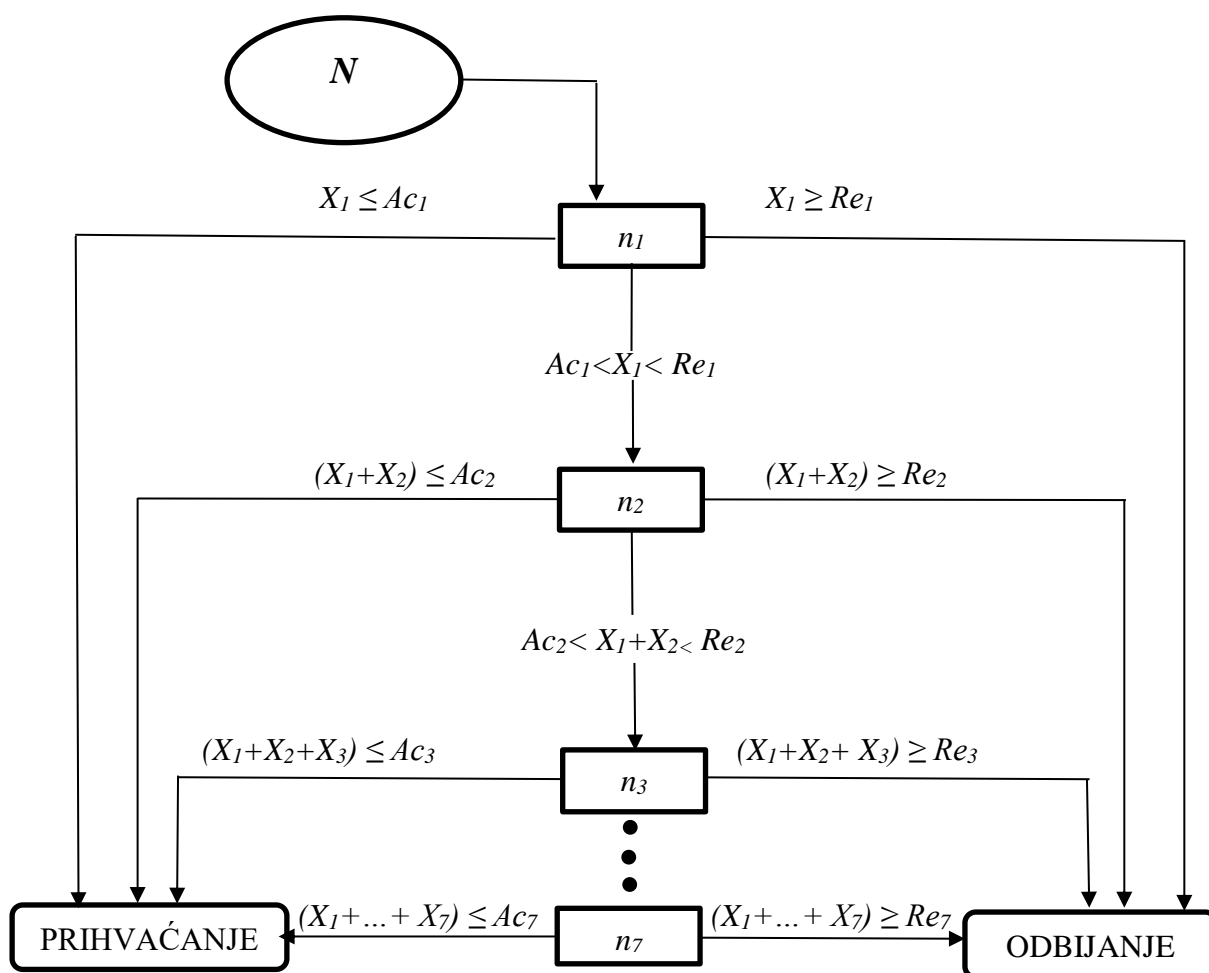 N
X₁ ≤ Ac₁ X₁ ≥ Re₁
n₁
Ac₁<X₁< Re₁
(X₁+X₂) ≤ Ac₂ (X₁+X₂) ≥ Re₂
n₂
Ac₂< X₁+X₂< Re₂
(X₁+X₂+X₃) ≤ Ac₃ (X₁+X₂+ X₃) ≥ Re₃
n₃
PRIHVAĆANJE (X₁+...+ X₇) ≤ Ac₇ n₇ (X₁+...+ X₇) ≥ Re₇ ODBIJANJE